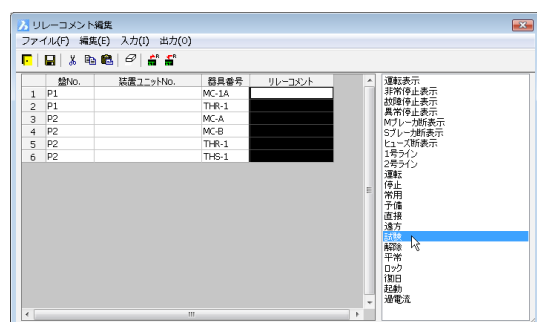 リレーコメント編集
ファイル(F) 編集(E) 入力(I) 出力(O)
盤No. 装置ユニットNo. 器具番号 リレーコメント
1 P1 MC-1A
2 P1 THR-1
3 P2 MC-A
4 P2 MC-B
5 P2 THR-1
6 P2 THS-1
運転表示
非常停止表示
故障停止表示
異常停止表示
Mブレーカ断表示
Sブレーカ断表示
ヒューズ断表示
1号ライン
2号ライン
運転
停止
常用
予備
直接
遠方
試験
解除
平常
ロック
復旧
起動
過電流